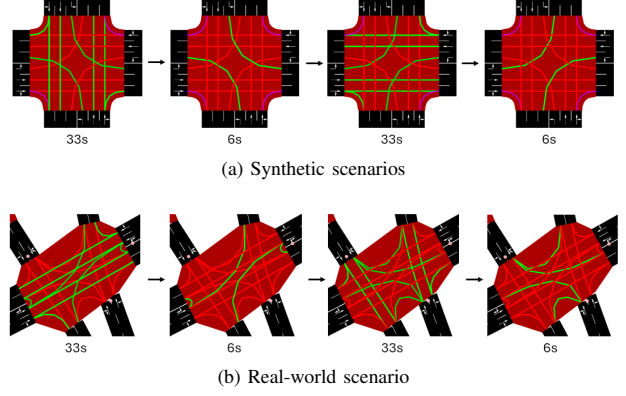 33s 6s 33s 6s
(a) Synthetic scenarios
33s 6s 33s 6s
(b) Real-world scenario